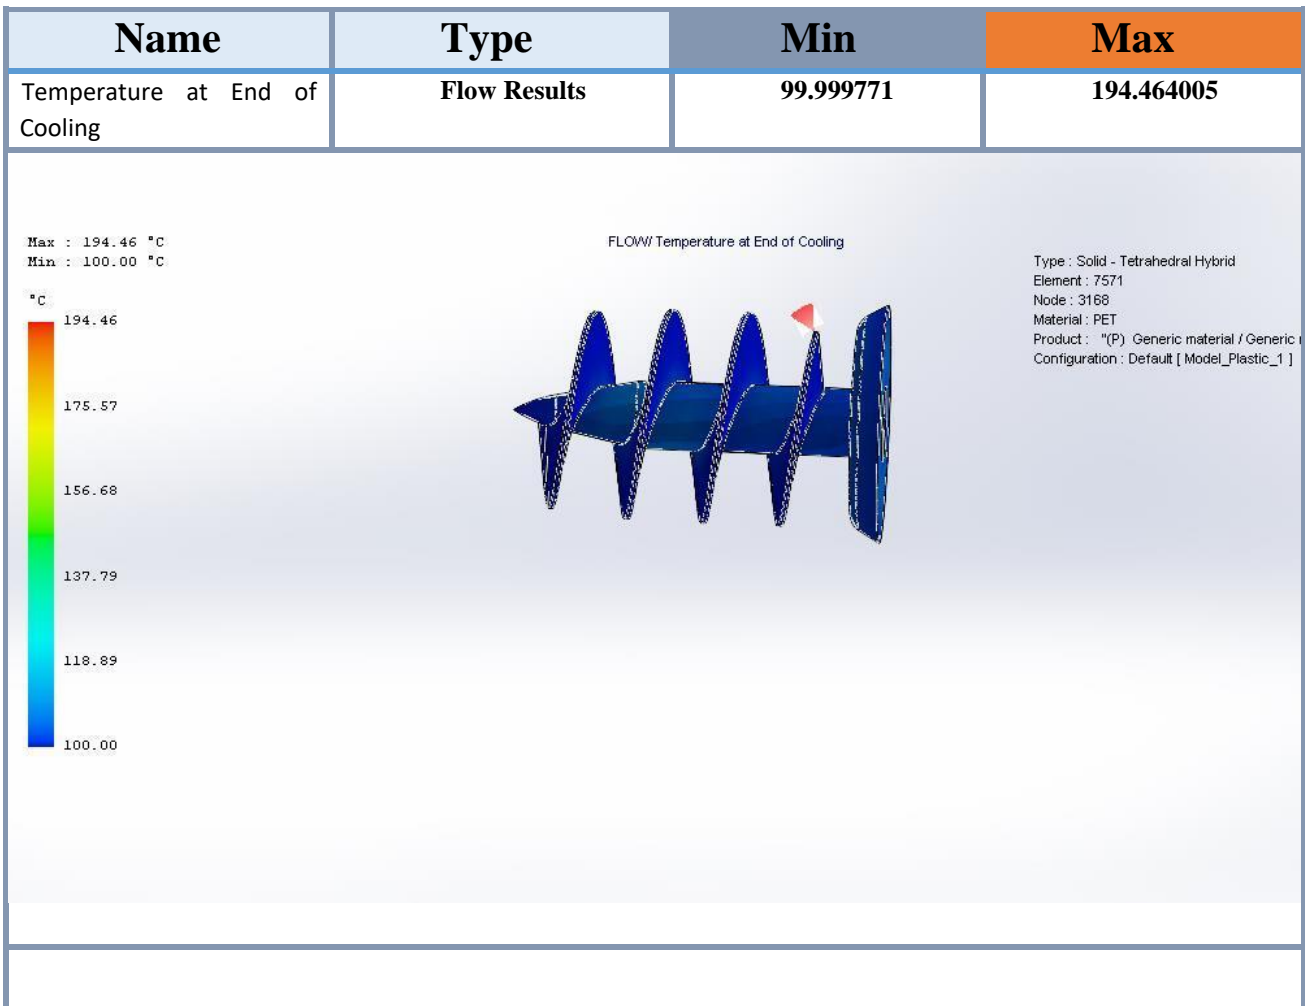 Name Type Min Max
Temperature at End of Flow Results 99.999771 194.464005
Cooling
Max : 194.46 °C
Min : 100.00 °C
°C
194.46
175.57
156.68
137.79
118.89
100.00
FLOW/ Temperature at End of Cooling
Type : Solid - Tetrahedral Hybrid
Element : 7571
Node : 3168
Material : PET
Product : "(P) Generic material / Generic
Configuration : Default [ Model_Plastic_1 ]